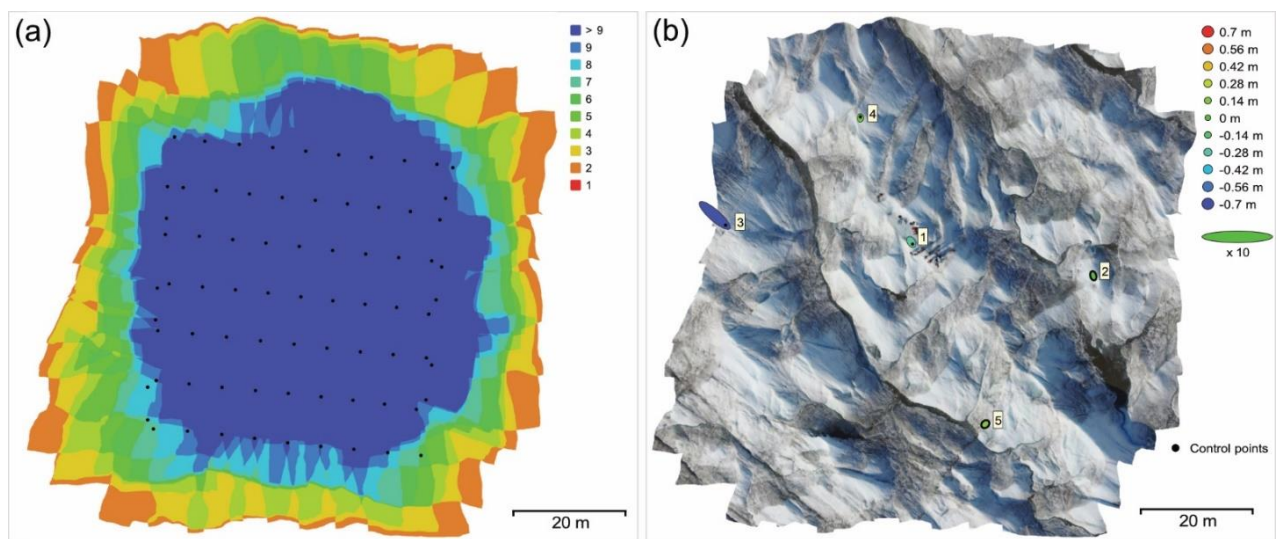 (a)
> 9
9
8
7
6
5
4
3
2
1
20 m
(b)
0.7 m
0.56 m
0.42 m
0.28 m
0.14 m
0 m
-0.14 m
-0.28 m
-0.42 m
-0.56 m
-0.7 m
x 10
4
3
1
2
5
Control points
20 m